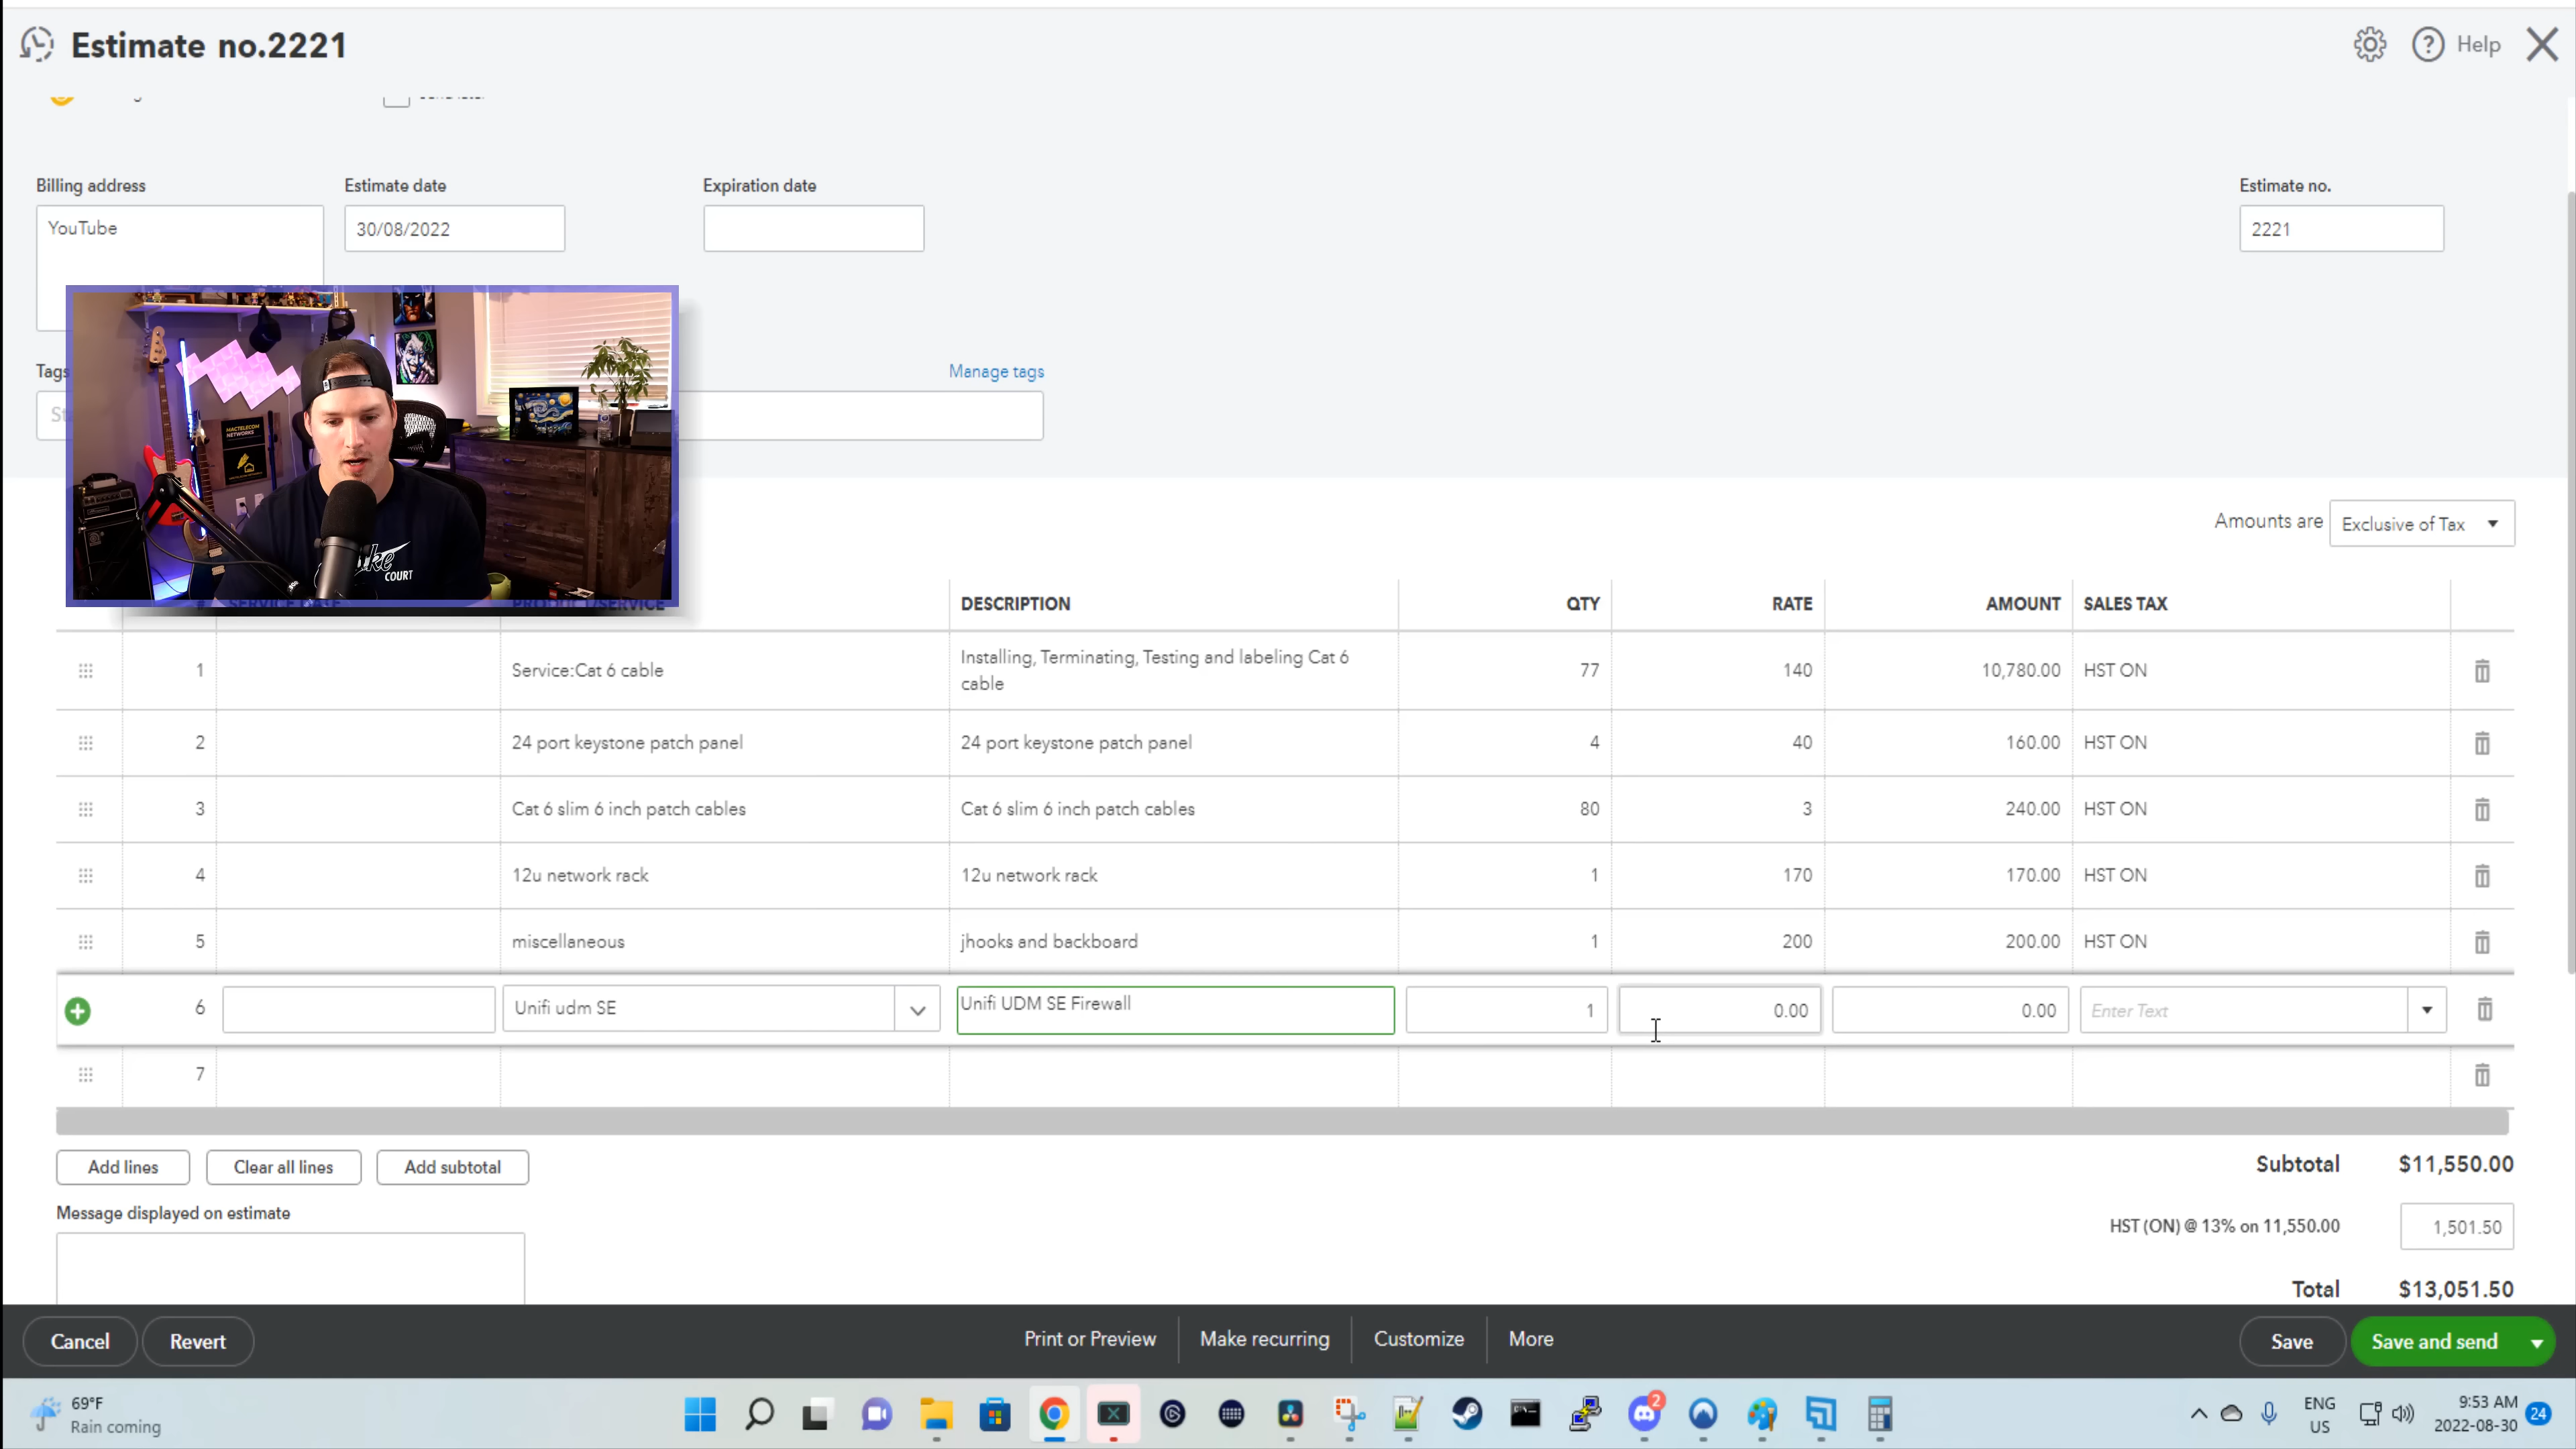 Estimate no.2221
Help
Billing address
Estimate date
Expiration date
Estimate no.
YouTube
30/08/2022
2221
Tags
Manage tags
St
MACTELECOM
NETWORKS
COURT
Amounts are
Exclusive of Tax
# SERVICE DATE PRODUCT/SERVICE DESCRIPTION QTY RATE AMOUNT SALES TAX
1 Service:Cat 6 cable Installing, Terminating, Testing and labeling Cat 6 cable 77 140 10,780.00 HST ON
2 24 port keystone patch panel 24 port keystone patch panel 4 40 160.00 HST ON
3 Cat 6 slim 6 inch patch cables Cat 6 slim 6 inch patch cables 80 3 240.00 HST ON
4 12u network rack 12u network rack 1 170 170.00 HST ON
5 miscellaneous jhooks and backboard 1 200 200.00 HST ON
6 Unifi udm SE Unifi UDM SE Firewall 1 0.00 0.00 Enter Text
7
Add lines Clear all lines Add subtotal
Subtotal $11,550.00
Message displayed on estimate
HST (ON) @ 13% on 11,550.00 1,501.50
Total $13,051.50
Cancel Revert Print or Preview Make recurring Customize More Save Save and send
69°F
Rain coming
2
ENG
US
9:53 AM
2022-08-30
24